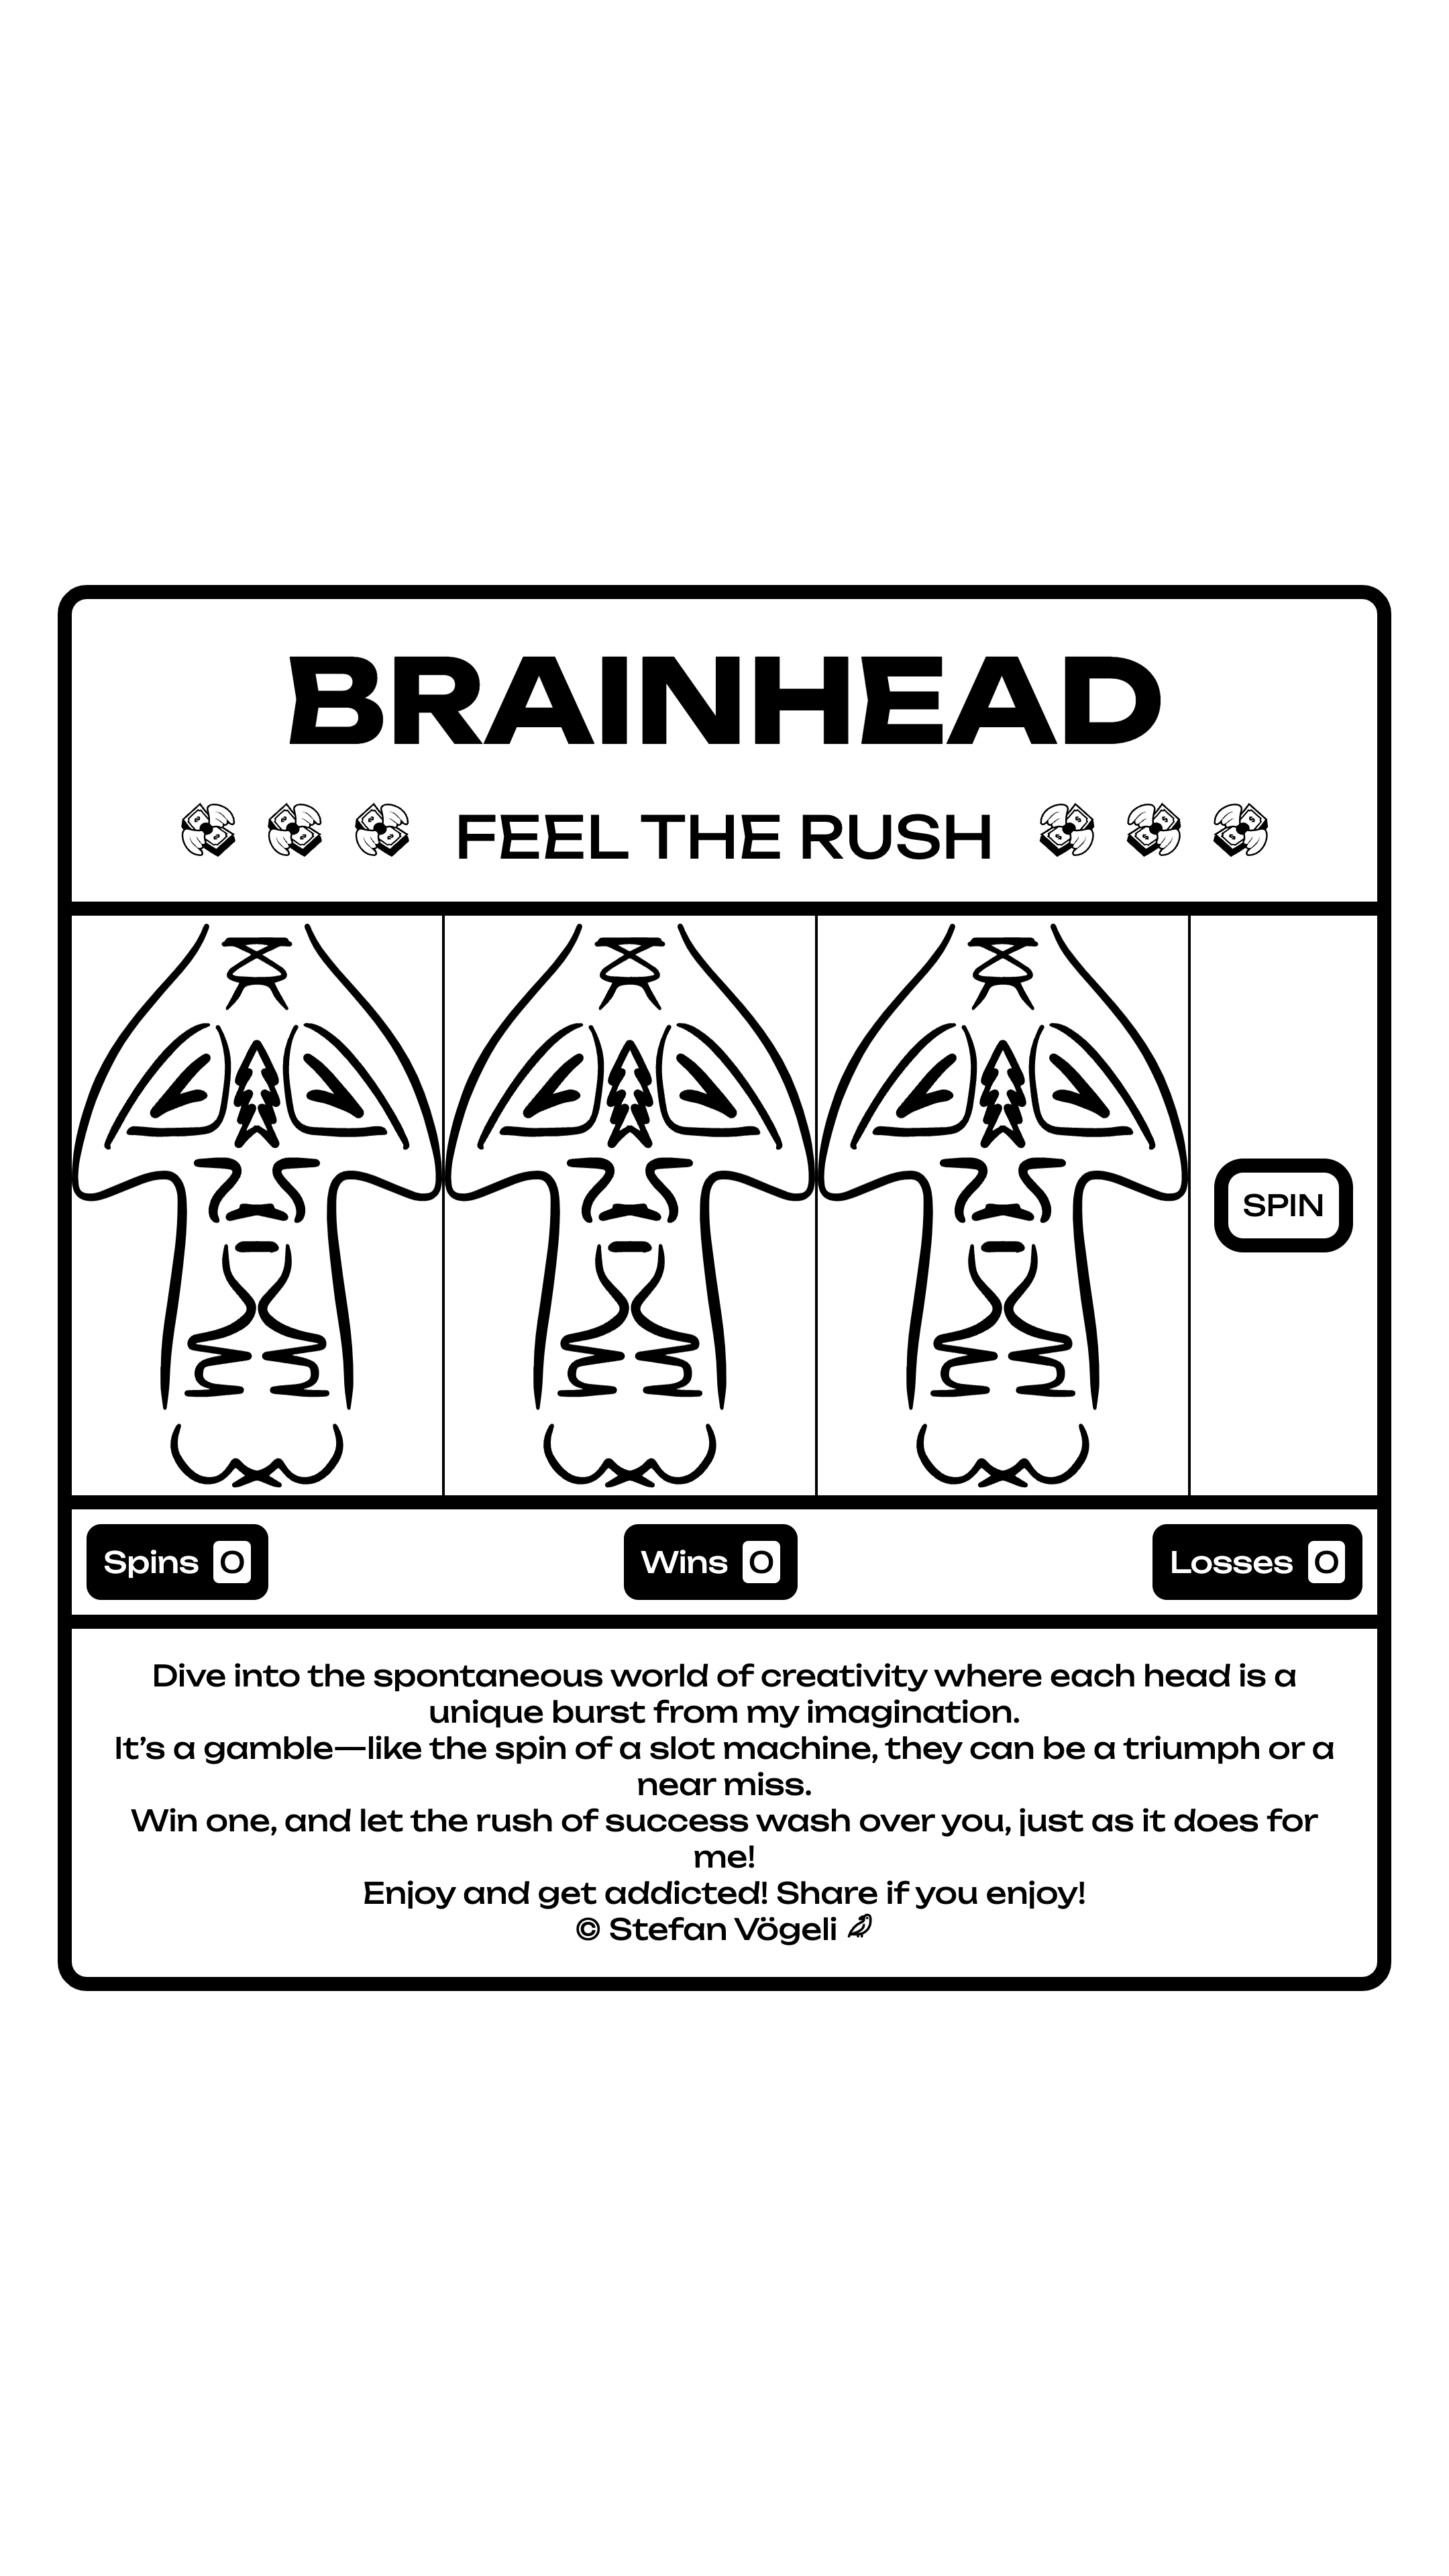 BRAINHEAD
FEEL THE RUSH
SPIN
Spins 0
Wins 0
Losses 0
Dive into the spontaneous world of creativity where each head is a
unique burst from my imagination.
It’s a gamble—like the spin of a slot machine, they can be a triumph or a
near miss.
Win one, and let the rush of success wash over you, just as it does for
me!
Enjoy and get addicted! Share if you enjoy!
© Stefan Vögeli